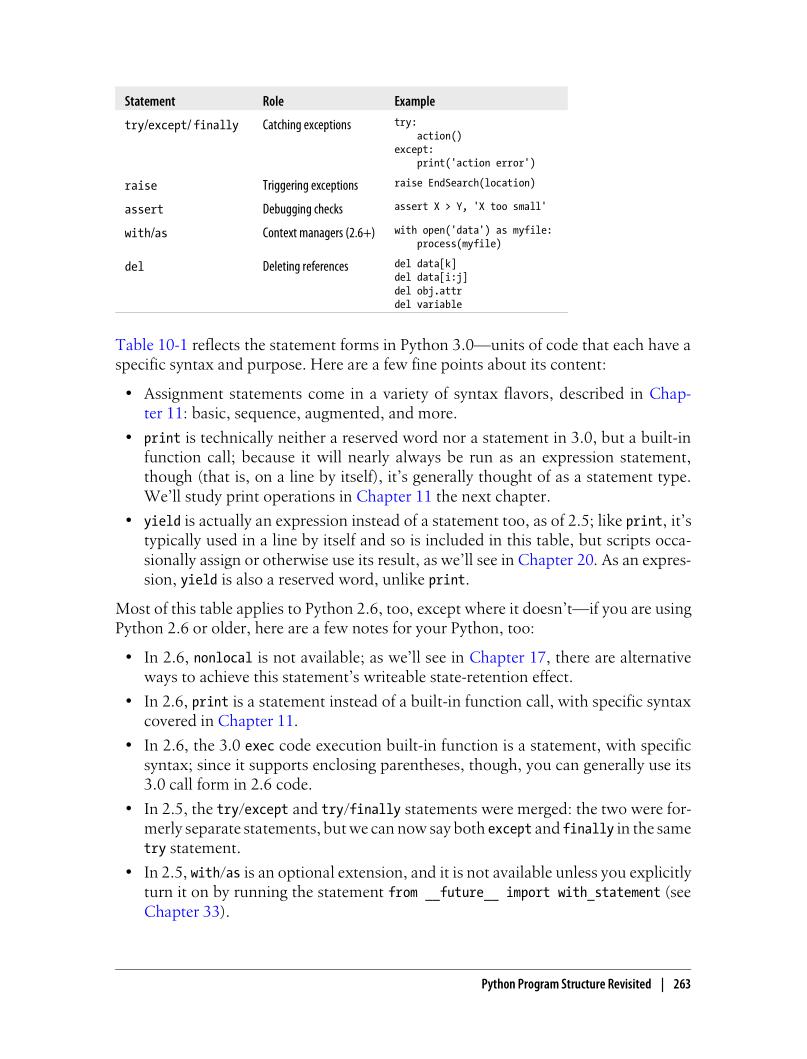 Statement Role Example
try/except/finally Catching exceptions try:
action()
except:
print('action error')
raise Triggering exceptions raise EndSearch(location)
assert Debugging checks assert X > Y, 'X too small'
with/as Context managers (2.6+) with open('data') as myfile:
process(myfile)
del Deleting references del data[k]
del data[i:j]
del obj.attr
del variable
Table 10-1 reflects the statement forms in Python 3.0—units of code that each have a
specific syntax and purpose. Here are a few fine points about its content:
• Assignment statements come in a variety of syntax flavors, described in Chap-
ter 11: basic, sequence, augmented, and more.
• print is technically neither a reserved word nor a statement in 3.0, but a built-in
function call; because it will nearly always be run as an expression statement,
though (that is, on a line by itself), it's generally thought of as a statement type.
We'll study print operations in Chapter 11 the next chapter.
• yield is actually an expression instead of a statement too, as of 2.5; like print, it's
typically used in a line by itself and so is included in this table, but scripts occa-
sionally assign or otherwise use its result, as we'll see in Chapter 20. As an expres-
sion, yield is also a reserved word, unlike print.
Most of this table applies to Python 2.6, too, except where it doesn't—if you are using
Python 2.6 or older, here are a few notes for your Python, too:
• In 2.6, nonlocal is not available; as we'll see in Chapter 17, there are alternative
ways to achieve this statement's writeable state-retention effect.
• In 2.6, print is a statement instead of a built-in function call, with specific syntax
covered in Chapter 11.
• In 2.6, the 3.0 exec code execution built-in function is a statement, with specific
syntax; since it supports enclosing parentheses, though, you can generally use its
3.0 call form in 2.6 code.
• In 2.5, the try/except and try/finally statements were merged: the two were for-
merly separate statements, but we can now say both except and finally in the same
try statement.
• In 2.5, with/as is an optional extension, and it is not available unless you explicitly
turn it on by running the statement from __future__ import with_statement (see
Chapter 33).
Python Program Structure Revisited | 263